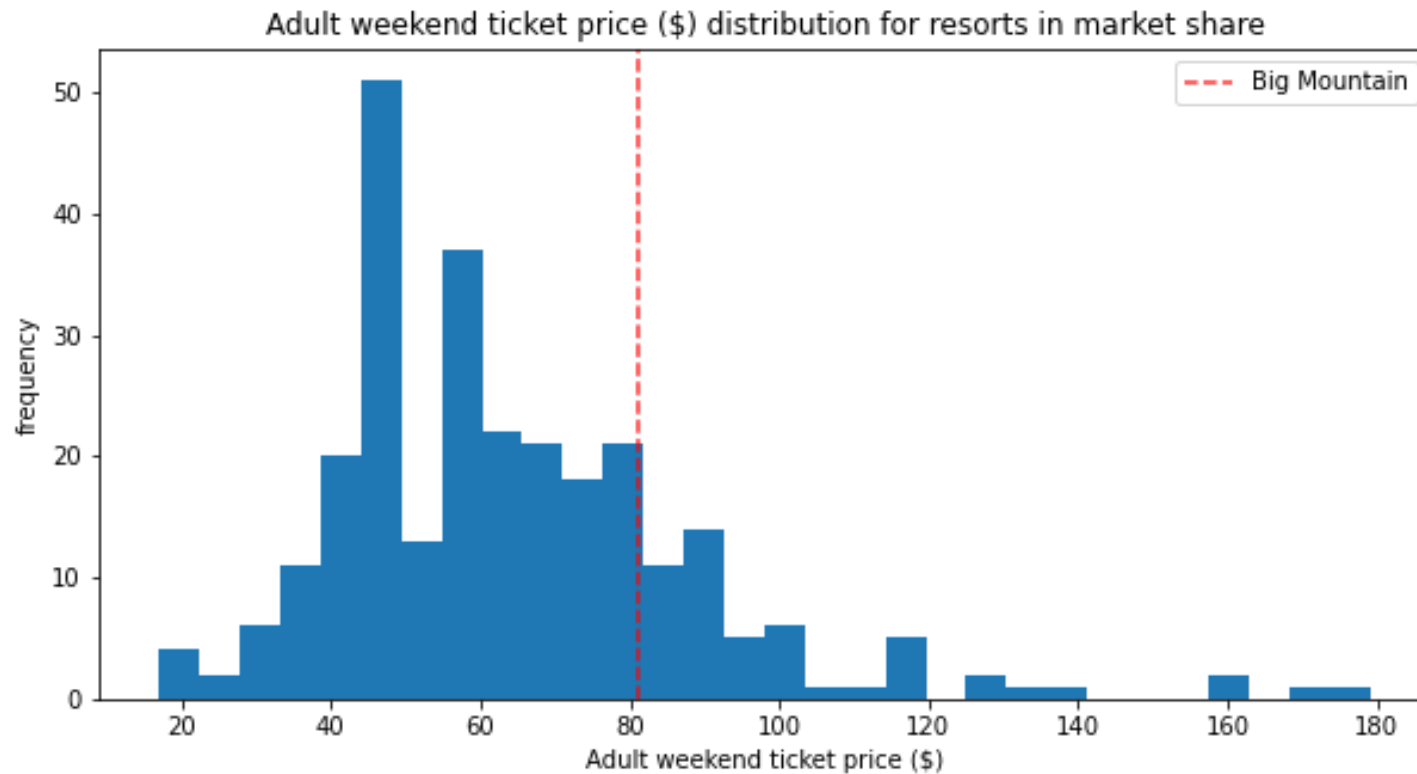 Adult weekend ticket price ($) distribution for resorts in market share
Big Mountain
frequency
50
40
30
20
10
0
20 40 60 80 100 120 140 160 180
Adult weekend ticket price ($)